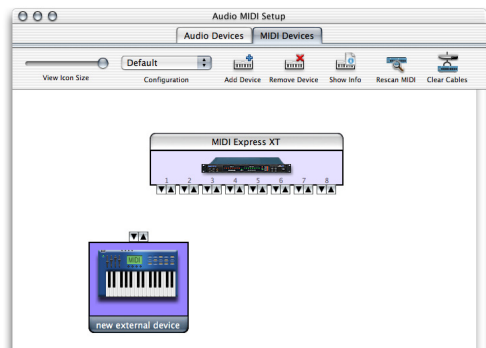 Audio MIDI Setup
Audio Devices MIDI Devices
Default
View Icon Size Configuration Add Device Remove Device Show Info Rescan MIDI Clear Cables
MIDI Express XT
1 2 3 4 5 6 7 8
MIDI
new external device